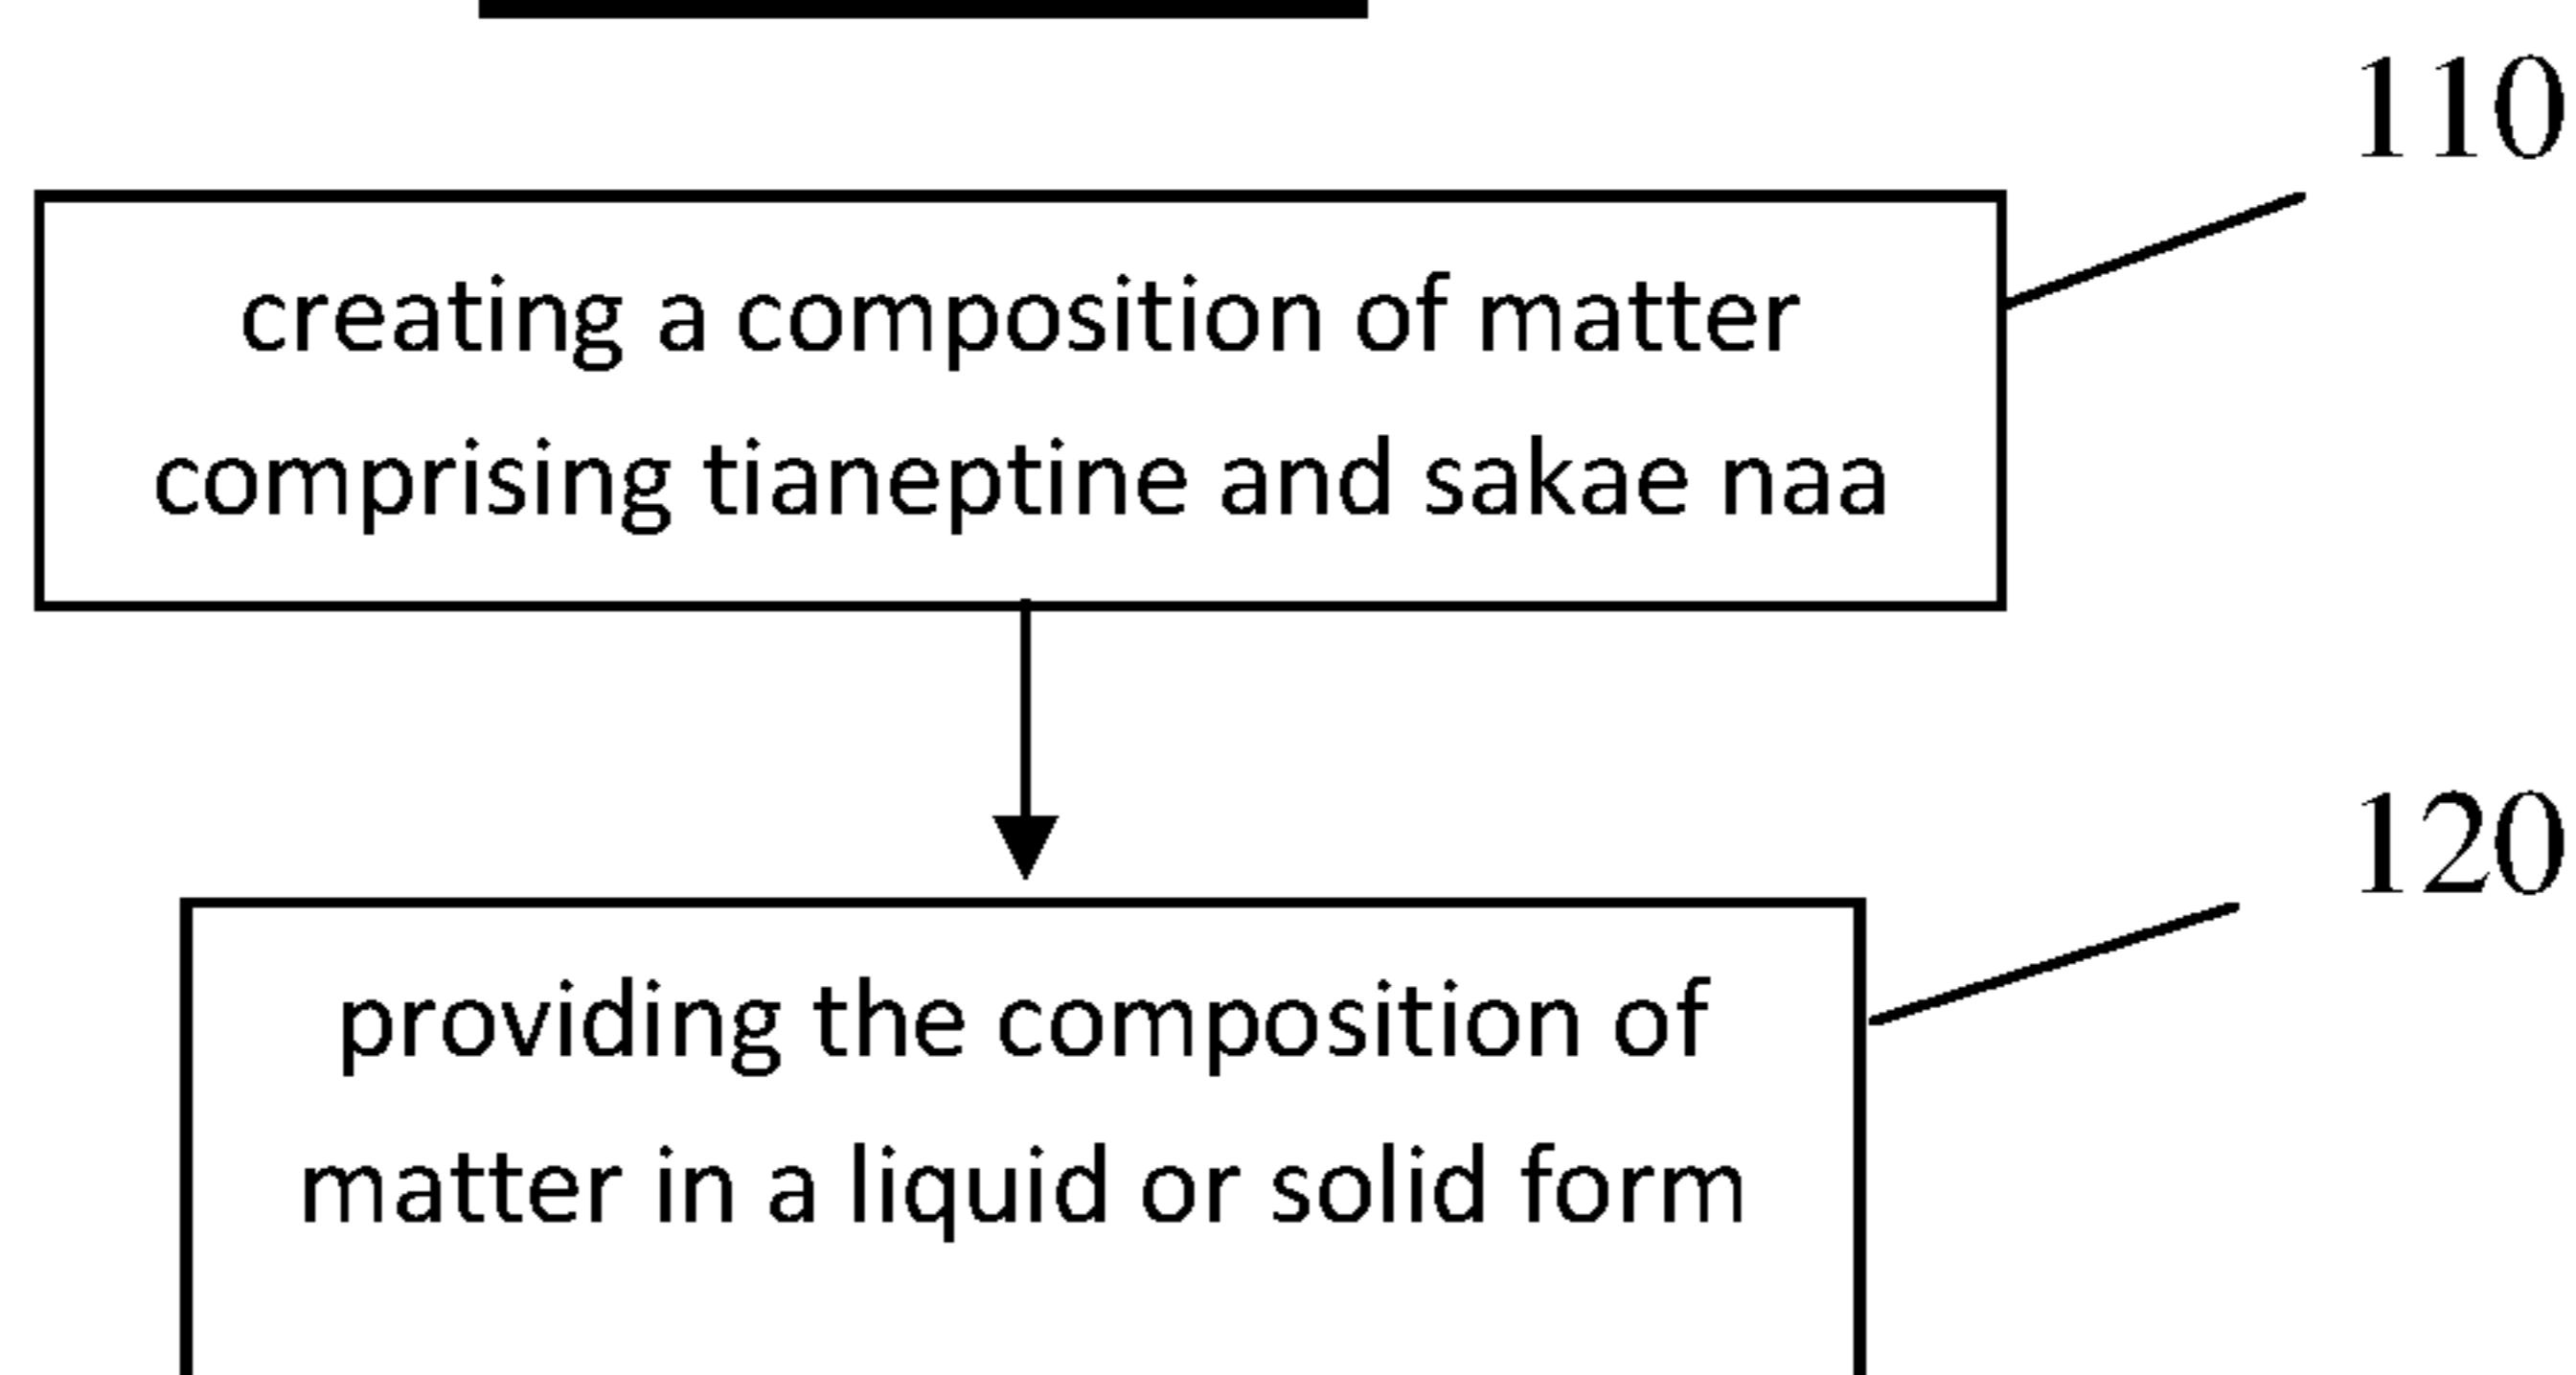 110
creating a composition of matter
comprising tianeptine and sakae naa
120
providing the composition of
matter in a liquid or solid form